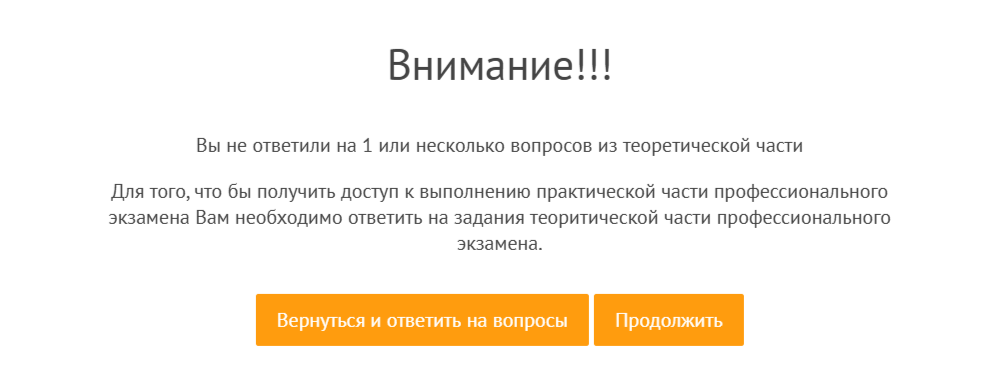 Внимание!!!
Вы не ответили на 1 или несколько вопросов из теоретической части
Для того, что бы получить доступ к выполнению практической части профессионального
экзамена Вам необходимо ответить на задания теоритической части профессионального
экзамена.
Вернуться и ответить на вопросы
Продолжить